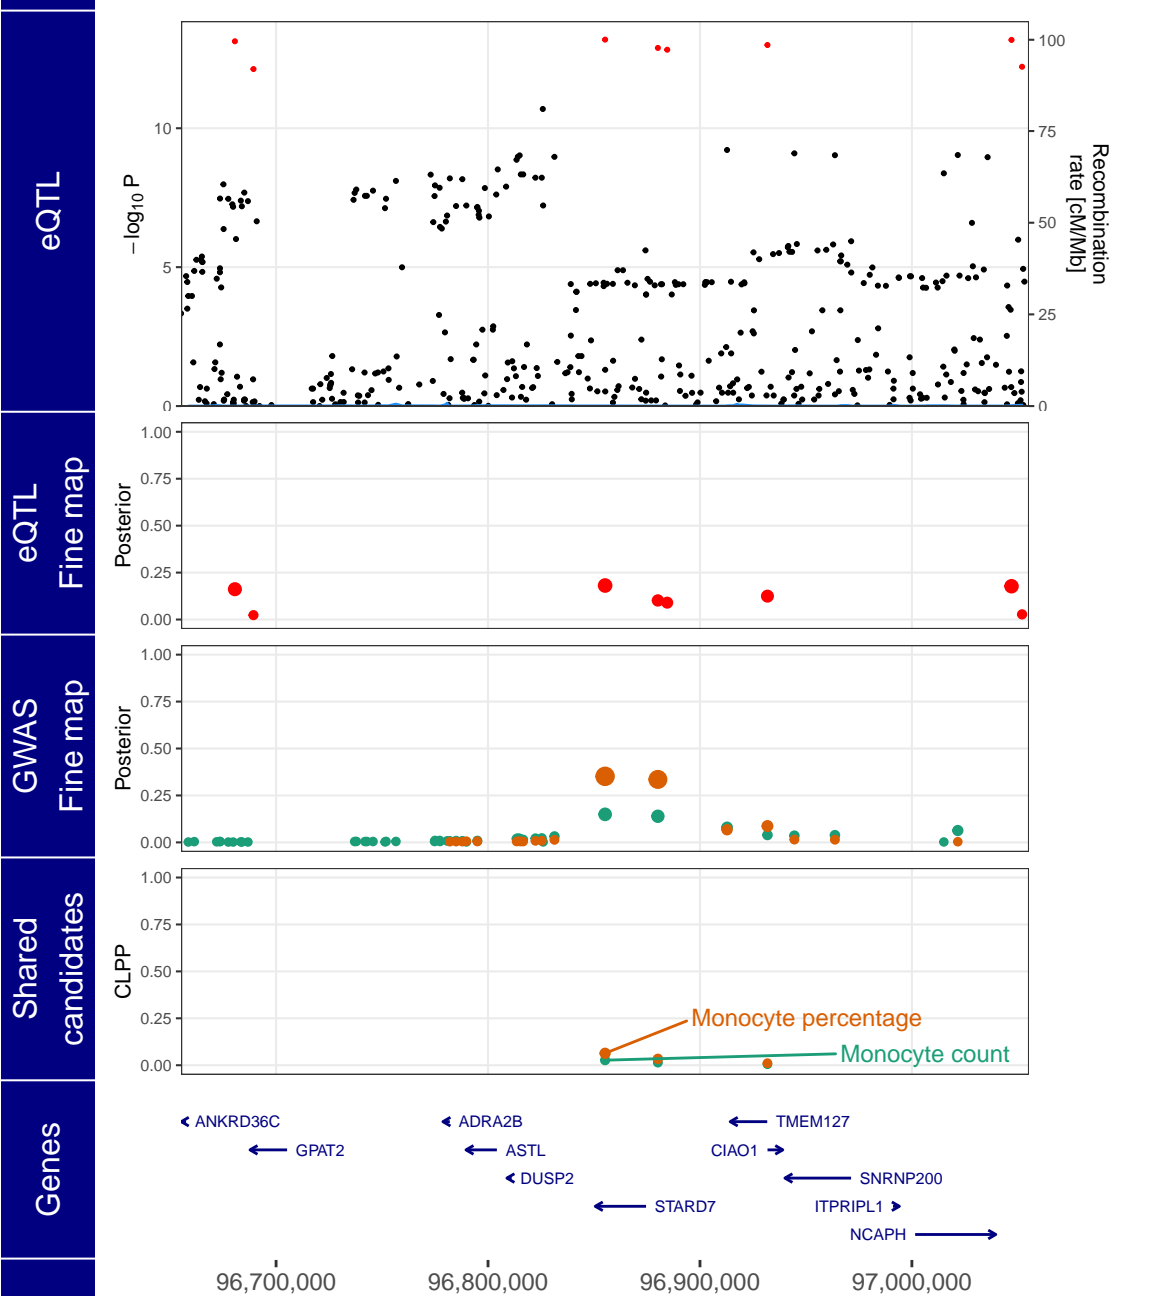 eQTL
−log10 P
10
5
0
100
75
50
25
0
Recombination
rate [cM/Mb]
eQTL
Fine map
Posterior
1.00
0.75
0.50
0.25
0.00
GWAS
Fine map
Posterior
1.00
0.75
0.50
0.25
0.00
Shared
candidates
CLPP
1.00
0.75
0.50
0.25
0.00
Monocyte percentage
Monocyte count
Genes
ANKRD36C
ADRA2B
TMEM127
GPAT2
ASTL
CIAO1
DUSP2
SNRNP200
STARD7
ITPRIPL1
NCAPH
96,700,000
96,800,000
96,900,000
97,000,000